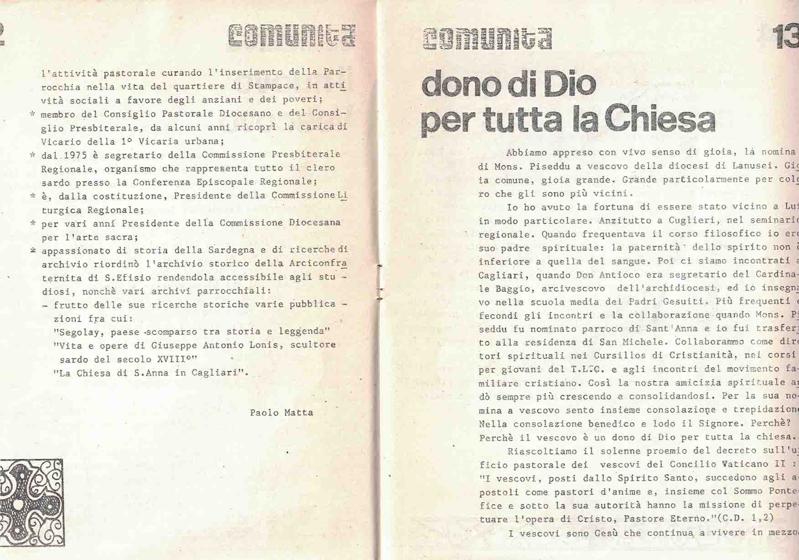 2
comunita
l'attività pastorale curando l'inserimento della Par-
rocchia nella vita del quartiere di Stampace, in atti
vità sociali a favore degli anziani e dei poveri;
* membro del Consiglio Pastorale Diocesano e del Consi-
glio Presbiterale, da alcuni anni ricoprì la carica di
Vicario della 1° Vicaria urbana;
* dal 1975 è segretario della Commissione Presbiterale
Regionale, organismo che rappresenta tutto il clero
sardo presso la Conferenza Episcopale Regionale;
* è, dalla costituzione, Presidente della Commissione Li
turgica Regionale;
* per vari anni Presidente della Commissione Diocesana
per l'arte sacra;
* appassionato di storia della Sardegna e di ricerche di
archivio riordinò l'archivio storico della Arciconfra
ternita di S.Efisio rendendola accessibile agli stu -
diosi, nonchè vari archivi parrocchiali:
- frutto delle sue ricerche storiche varie pubblica -
zioni fra cui:
"Segolay, paese scomparso tra storia e leggenda"
"Vita e opere di Giuseppe Antonio Lonis, scultore
sardo del secolo XVIII°"
"La Chiesa di S.Anna in Cagliari".
Paolo Matta
comunita
13
dono di Dio
per tutta la Chiesa
Abbiamo appreso con vivo senso di gioia, la nomina
di Mons. Piseddu a vescovo della diocesi di Lanusei. Gio
ia comune, gioia grande. Grande particolarmente per colo
ro che gli sono più vicini.
Io ho avuto la fortuna di essere stato vicino a Lui
in modo particolare. Anzitutto a Cuglieri, nel seminario
regionale. Quando frequentava il corso filosofico io ero
suo padre spirituale: la paternità dello spirito non è
inferiore a quella del sangue. Poi ci siamo incontrati a
Cagliari, quando Don Antioco era segretario del Cardina-
le Baggio, arcivescovo dell'archidiocesi, ed io insegna
vo nella scuola media dei Padri Gesuiti. Più frequenti e
fecondi gli incontri e la collaborazione quando Mons. Pi
seddu fu nominato parroco di Sant'Anna e io fui trasferi
to alla residenza di San Michele. Collaborammo come dire
tori spirituali nei Cursillos di Cristianità, nei corsi
per giovani del T.L.C. e agli incontri del movimento fa-
miliare cristiano. Così la nostra amicizia spirituale an
dò sempre più crescendo e consolidandosi. Per la sua no-
mina a vescovo sento insieme consolazione e trepidazione
Nella consolazione benedico e lodo il Signore. Perchè?
Perchè il vescovo è un dono di Dio per tutta la chiesa.
Riascoltiamo il solenne proemio del decreto sull'uf
ficio pastorale dei vescovi del Concilio Vaticano II :
"I vescovi, posti dallo Spirito Santo, succedono agli a-
postoli come pastori d'anime e, insieme col Sommo Ponte-
fice e sotto la sua autorità hanno la missione di perpe-
tuare l'opera di Cristo, Pastore Eterno."(C.D. 1,2)
I vescovi sono Gesù che continua a vivere in mezzo